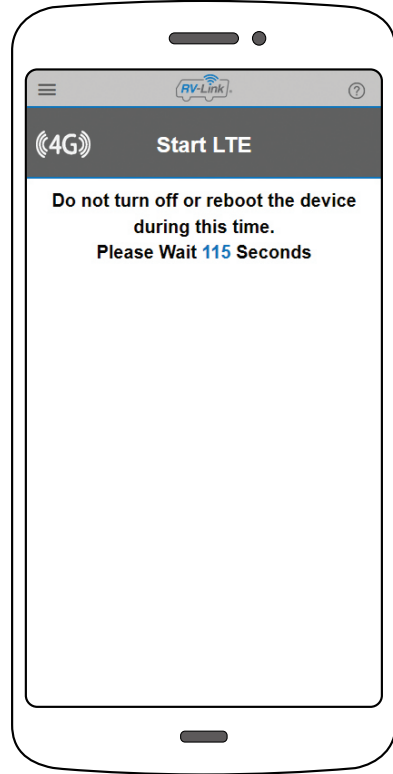 RV-Link
?
4G
Start LTE
Do not turn off or reboot the device
during this time.
Please Wait 115 Seconds